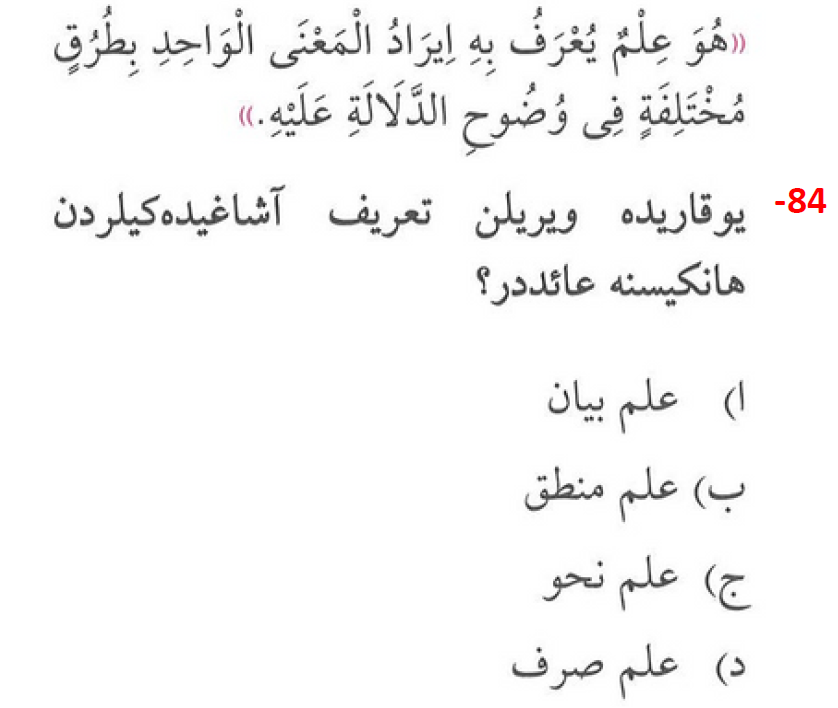 «هُوَ عِلْمٌ يُعْرَفُ بِهِ اِيرَادُ الْمَعْنَى الْوَاحِدِ بِطُرُقٍ
مُخْتَلِفَةٍ فِى وُضُوحِ الدَّلَالَةِ عَلَيْهِ.»
84- يوقاريده ويريلن تعريف آشاغيده‌كيلردن
هانكيسنه عائددر؟
ا) علم بيان
ب) علم منطق
ج) علم نحو
د) علم صرف